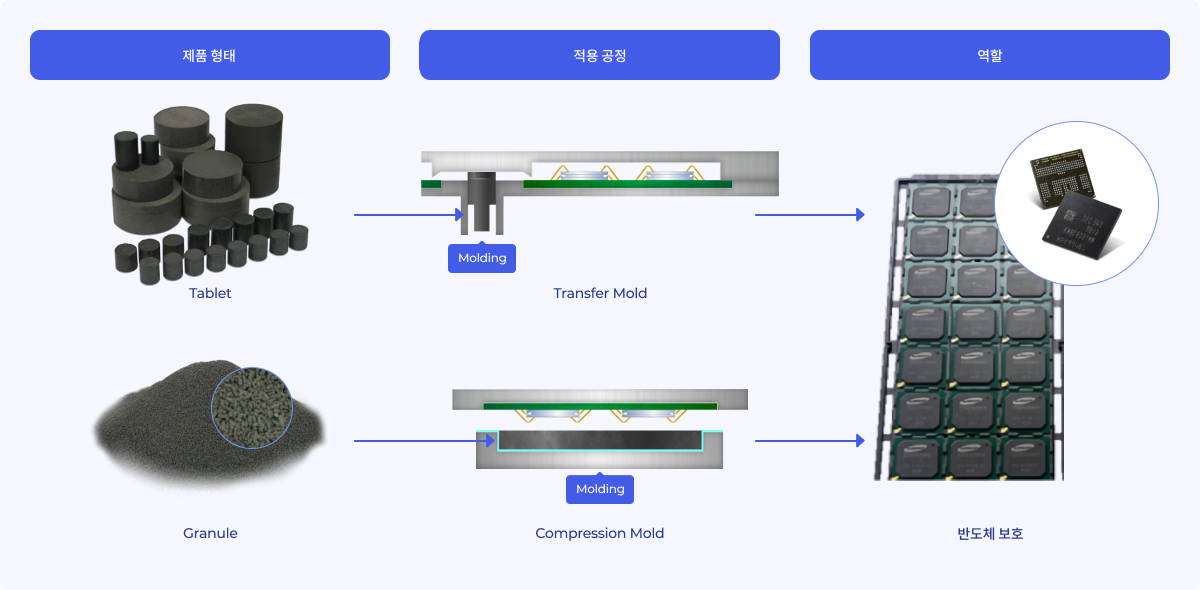 제품 형태
적용 공정
역할
Molding
Tablet
Transfer Mold
Molding
Granule
Compression Mold
반도체 보호